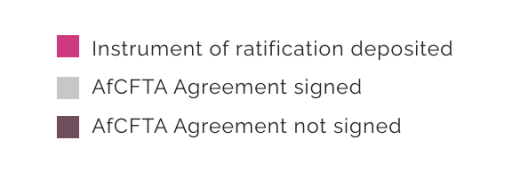 Instrument of ratification deposited
AfCFTA Agreement signed
AfCFTA Agreement not signed